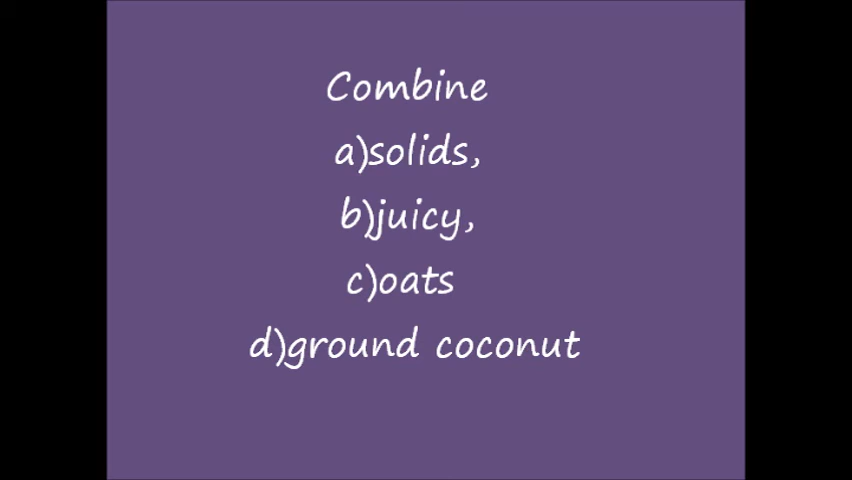 Combine
a)solids,
b)juicy,
c)oats
d)ground coconut